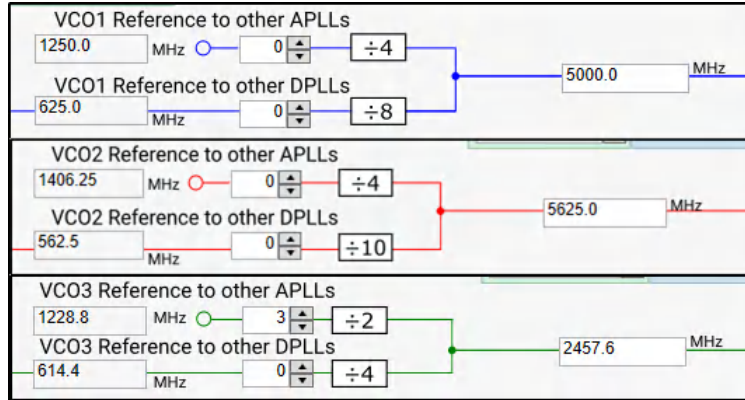 VCO1 Reference to other APLLs
1250.0 MHz 0 ÷4
5000.0 MHz
VCO1 Reference to other DPLLs
625.0 MHz 0 ÷8
VCO2 Reference to other APLLs
1406.25 MHz 0 ÷4
5625.0 MHz
VCO2 Reference to other DPLLs
562.5 MHz 0 ÷10
VCO3 Reference to other APLLs
1228.8 MHz 3 ÷2
2457.6 MHz
VCO3 Reference to other DPLLs
614.4 MHz 0 ÷4